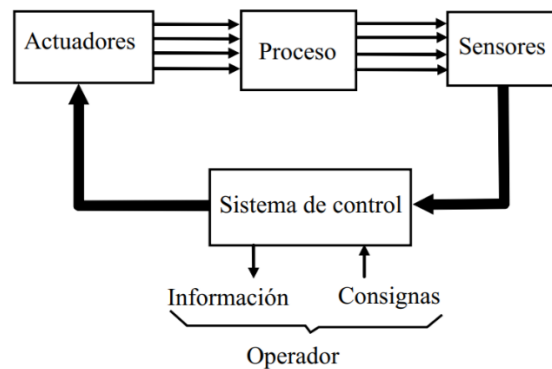 Actuadores
Proceso
Sensores
Sistema de control
Información
Consignas
Operador